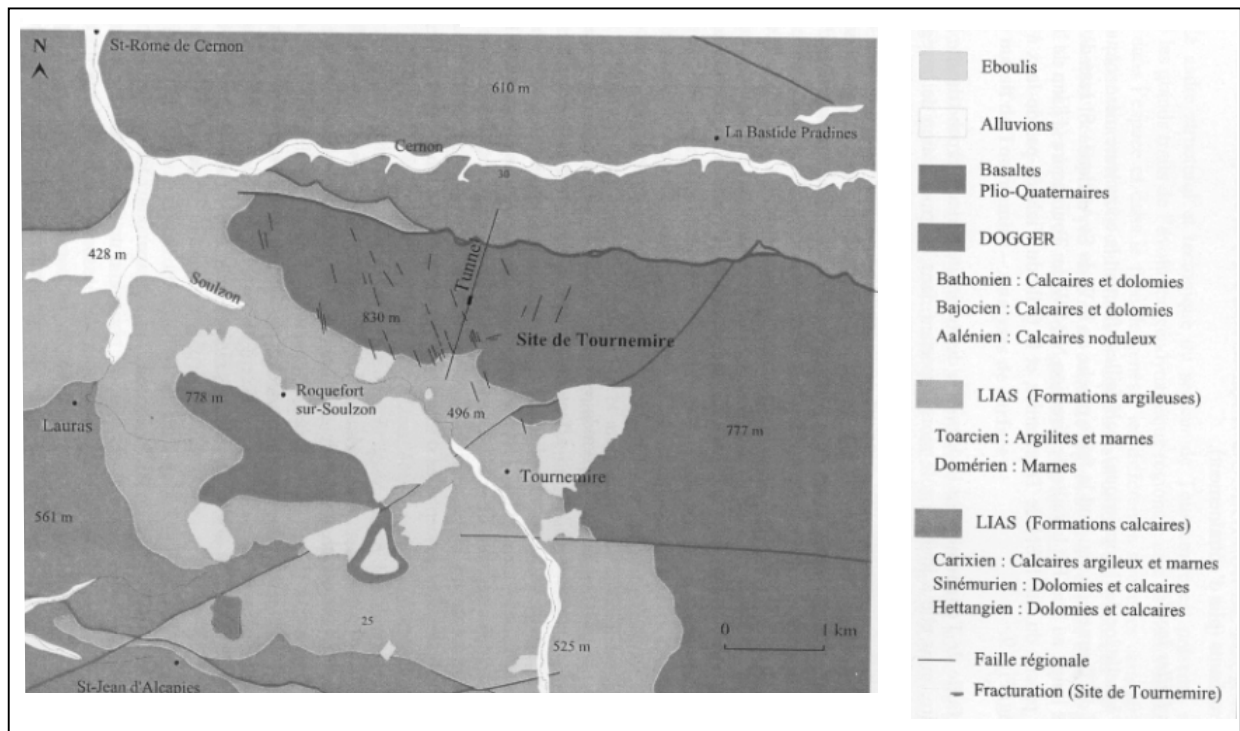 N
St-Rome de Cernon
610 m
La Bastide Pradines
Cernon
30
428 m
Soulzon
Tunnel
830 m
Site de Tournemire
778 m
Roquefort
sur-Soulzon
496 m
Lauras
777 m
Tournemire
561 m
25
0 1 km
525 m
St-Jean d'Alcapies
Eboulis
Alluvions
Basaltes
Plio-Quaternaires
DOGGER
Bathonien : Calcaires et dolomies
Bajocien : Calcaires et dolomies
Aalénien : Calcaires noduleux
LIAS (Formations argileuses)
Toarcien : Argilites et marnes
Domérien : Marnes
LIAS (Formations calcaires)
Carixien : Calcaires argileux et marnes
Sinémurien : Dolomies et calcaires
Hettangien : Dolomies et calcaires
Faille régionale
Fracturation (Site de Tournemire)